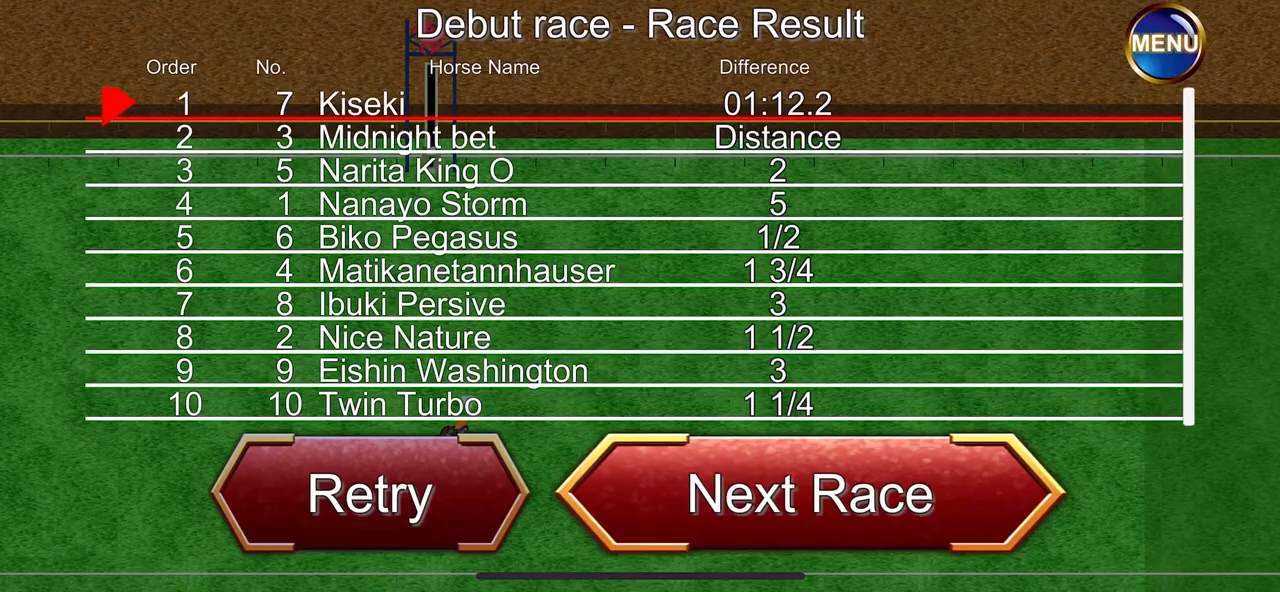 Debut race - Race Result
MENU
Order No. Horse Name Difference
1 7 Kiseki 01:12.2
2 3 Midnight bet Distance
3 5 Narita King O 2
4 1 Nanayo Storm 5
5 6 Biko Pegasus 1/2
6 4 Matikanetannhauser 1 3/4
7 8 Ibuki Persive 3
8 2 Nice Nature 1 1/2
9 9 Eishin Washington 3
10 10 Twin Turbo 1 1/4
Retry Next Race